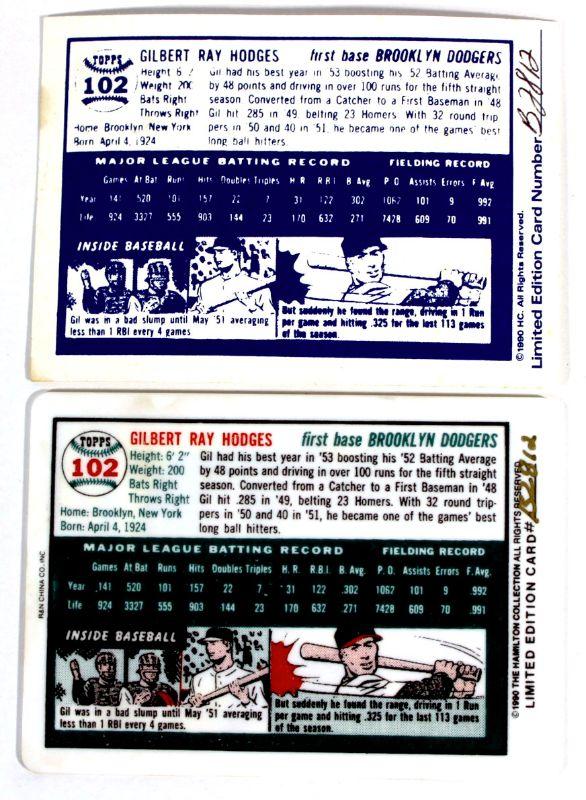 TOPPS
102
GILBERT RAY HODGES first base BROOKLYN DODGERS
Height 6 2
Weight 200
Bats Right
Throws Right
Home Brooklyn New York
Born April 4, 1924
Gil had his best year in '53 boosting his '52 Batting Average
by 48 points and driving in over 100 runs for the fifth straight
season. Converted from a Catcher to a First Baseman in '48
Gil hit 285 in '49, belting 23 Homers. With 32 round trip-
pers in 50 and 40 in '51, he became one of the games' best
long ball hitters.
MAJOR LEAGUE BATTING RECORD FIELDING RECORD
Games At Bat Runs Hits Doubles Triples H R R.B.I. B Avg P O Assists Errors F. Avg
Year 141 520 101 157 22 7 31 122 302 1062 101 9 992
Life 924 3327 555 903 144 23 170 632 .271 7428 609 70 .991
INSIDE BASEBALL
Gil was in a bad slump until May '51 averaging
less than 1 RBI every 4 games
But suddenly he found the range, driving in 1 Run
per game and hitting .325 for the last 113 games
of the season.
©1990 HC. All Rights Reserved.
Limited Edition Card Number
TOPPS
102
GILBERT RAY HODGES first base BROOKLYN DODGERS
Height: 6' 2"
Weight: 200
Bats Right
Throws Right
Home: Brooklyn, New York
Born: April 4, 1924
Gil had his best year in '53 boosting his '52 Batting Average
by 48 points and driving in over 100 runs for the fifth straight
season. Converted from a Catcher to a First Baseman in '48
Gil hit .285 in '49, belting 23 Homers. With 32 round trip-
pers in '50 and 40 in '51, he became one of the games' best
long ball hitters.
MAJOR LEAGUE BATTING RECORD FIELDING RECORD
Games At Bat Runs Hits Doubles Triples H. R. R.B.I. B. Avg. P. O. Assists Errors F. Avg.
Year .141 520 101 157 22 7 31 122 .302 1062 101 9 .992
Life 924 3327 555 903 144 23 170 632 .271 7428 609 70 .991
INSIDE BASEBALL
Gil was in a bad slump until May '51 averaging
less than 1 RBI every 4 games.
But suddenly he found the range, driving in 1 Run
per game and hitting .325 for the last 113 games
of the season.
R&N CHINA CO., INC
©1990 THE HAMILTON COLLECTION ALL RIGHTS RESERVED
LIMITED EDITION CARD#